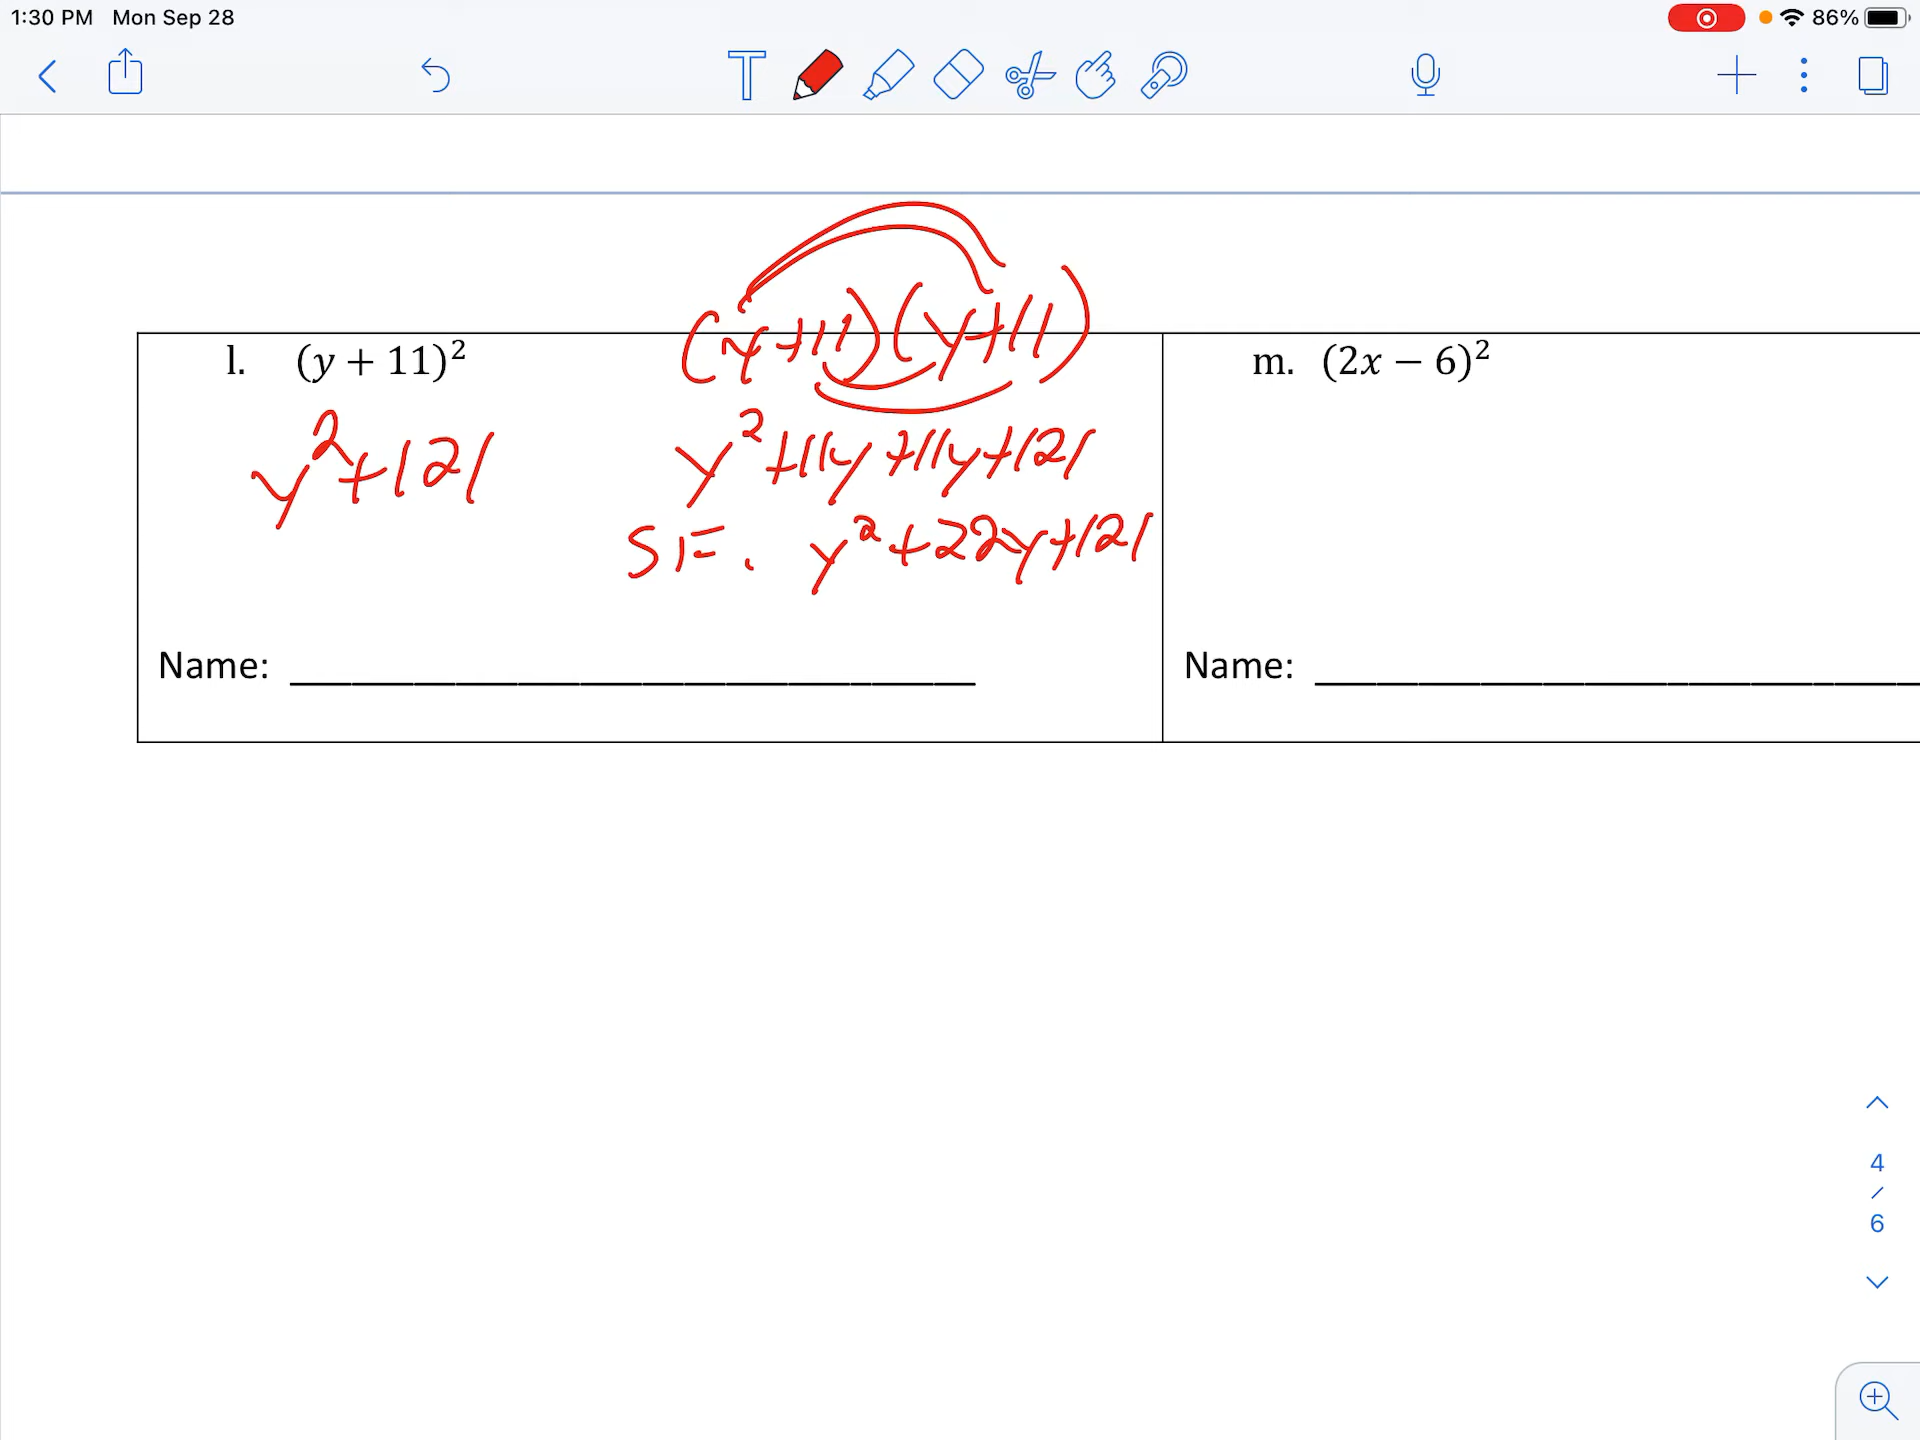 1:30 PM Mon Sep 28
86%
T
(y+11)(y+11)
l. (y + 11)²
m. (2x − 6)²
y²+121
y²+11y+11y+121
SF. y²+22y+121
Name:
Name:
4
/
6